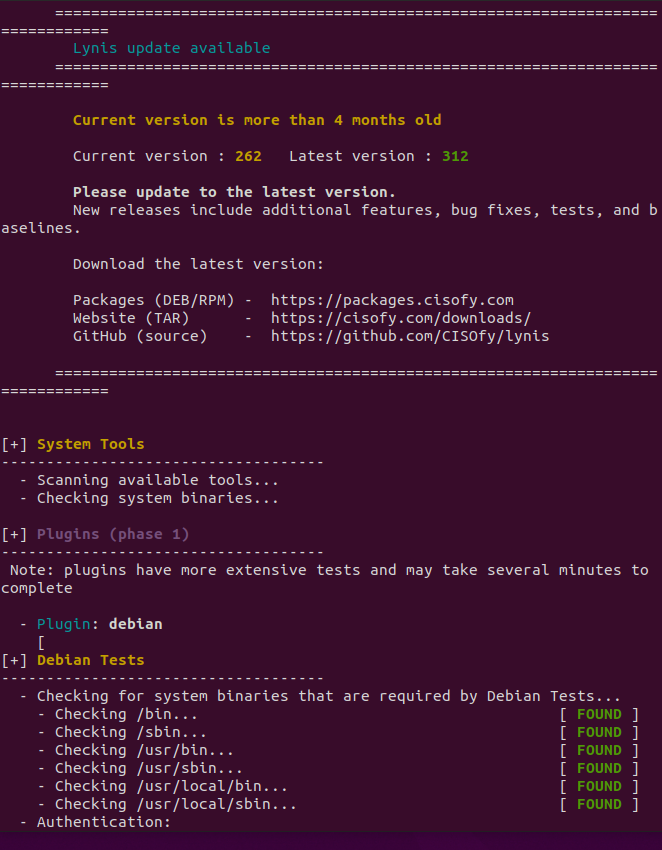 ===================================================================
============
Lynis update available
===================================================================
============
Current version is more than 4 months old
Current version : 262   Latest version : 312
Please update to the latest version.
New releases include additional features, bug fixes, tests, and b
aselines.
Download the latest version:
Packages (DEB/RPM) -  https://packages.cisofy.com
Website (TAR)      -  https://cisofy.com/downloads/
GitHub (source)    -  https://github.com/CISOfy/lynis
===================================================================
============
[+] System Tools
------------------------------------
- Scanning available tools...
- Checking system binaries...
[+] Plugins (phase 1)
------------------------------------
Note: plugins have more extensive tests and may take several minutes to
complete
- Plugin: debian
[
[+] Debian Tests
------------------------------------
- Checking for system binaries that are required by Debian Tests...
- Checking /bin... [ FOUND ]
- Checking /sbin... [ FOUND ]
- Checking /usr/bin... [ FOUND ]
- Checking /usr/sbin... [ FOUND ]
- Checking /usr/local/bin... [ FOUND ]
- Checking /usr/local/sbin... [ FOUND ]
- Authentication: